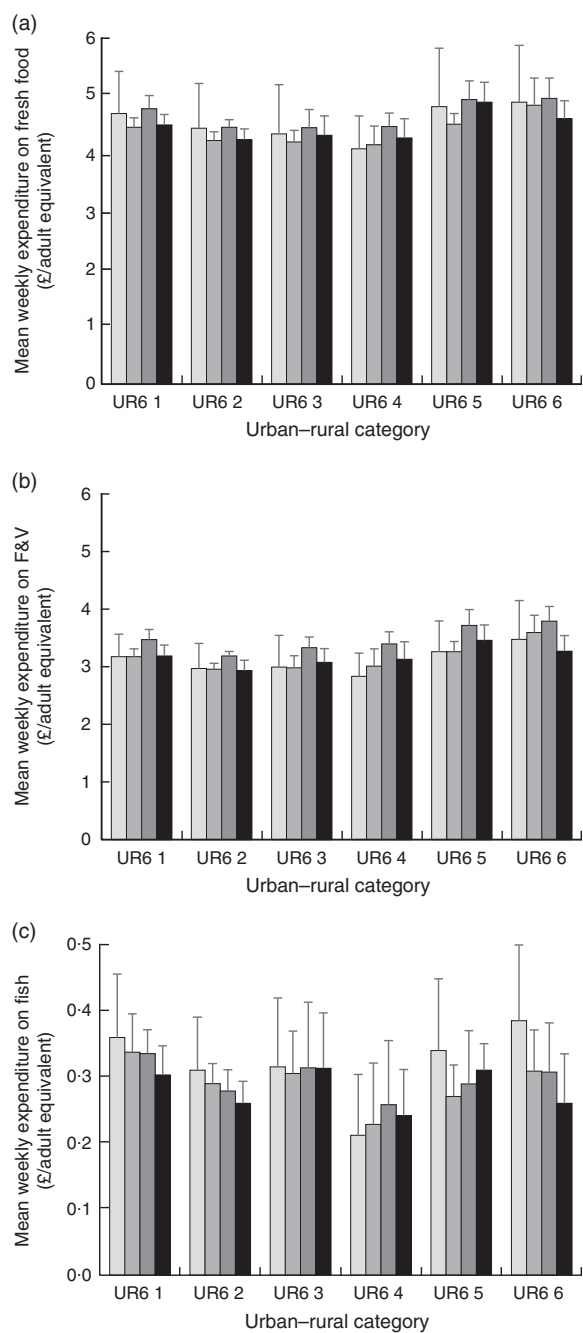 (a)
Mean weekly expenditure on fresh food
(£/adult equivalent)
6
5
4
3
2
1
0
UR6 1 UR6 2 UR6 3 UR6 4 UR6 5 UR6 6
Urban–rural category
(b)
Mean weekly expenditure on F&V
(£/adult equivalent)
6
5
4
3
2
1
0
UR6 1 UR6 2 UR6 3 UR6 4 UR6 5 UR6 6
Urban–rural category
(c)
Mean weekly expenditure on fish
(£/adult equivalent)
0·5
0·4
0·3
0·2
0·1
0·0
UR6 1 UR6 2 UR6 3 UR6 4 UR6 5 UR6 6
Urban–rural category